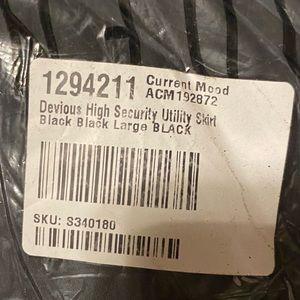 1294211 Current Mood
ACM192872
Devious High Security Utility Skirt
Black Black Large BLACK
SKU: S340180